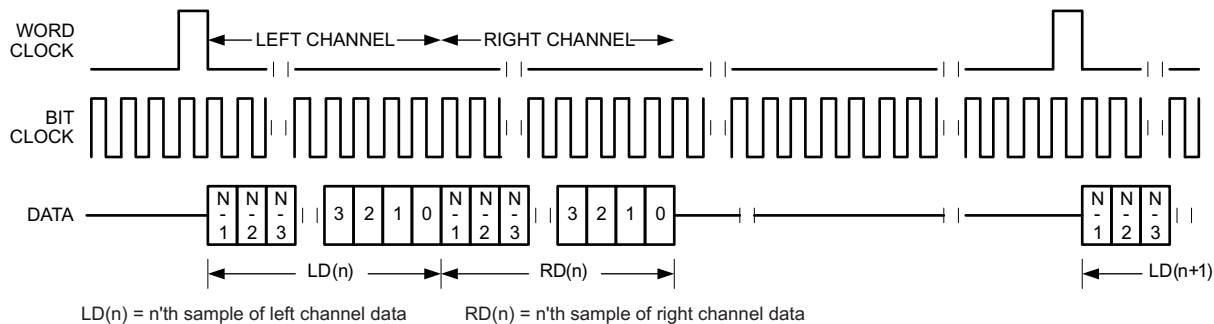 WORD CLOCK
LEFT CHANNEL
RIGHT CHANNEL
BIT CLOCK
DATA
N-1 N-2 N-3 3 2 1 0 N-1 N-2 N-3 3 2 1 0 N-1 N-2 N-3
LD(n) RD(n) LD(n+1)
LD(n) = n'th sample of left channel data RD(n) = n'th sample of right channel data